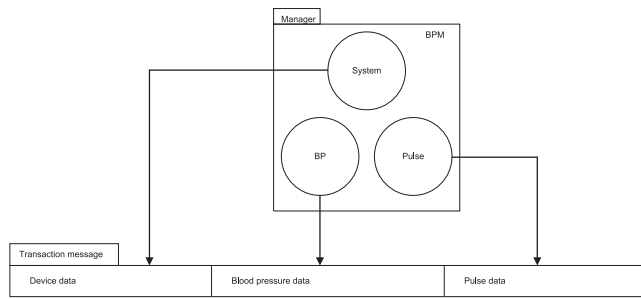 Manager
BPM
System
BP
Pulse
Transaction message
Device data
Blood pressure data
Pulse data